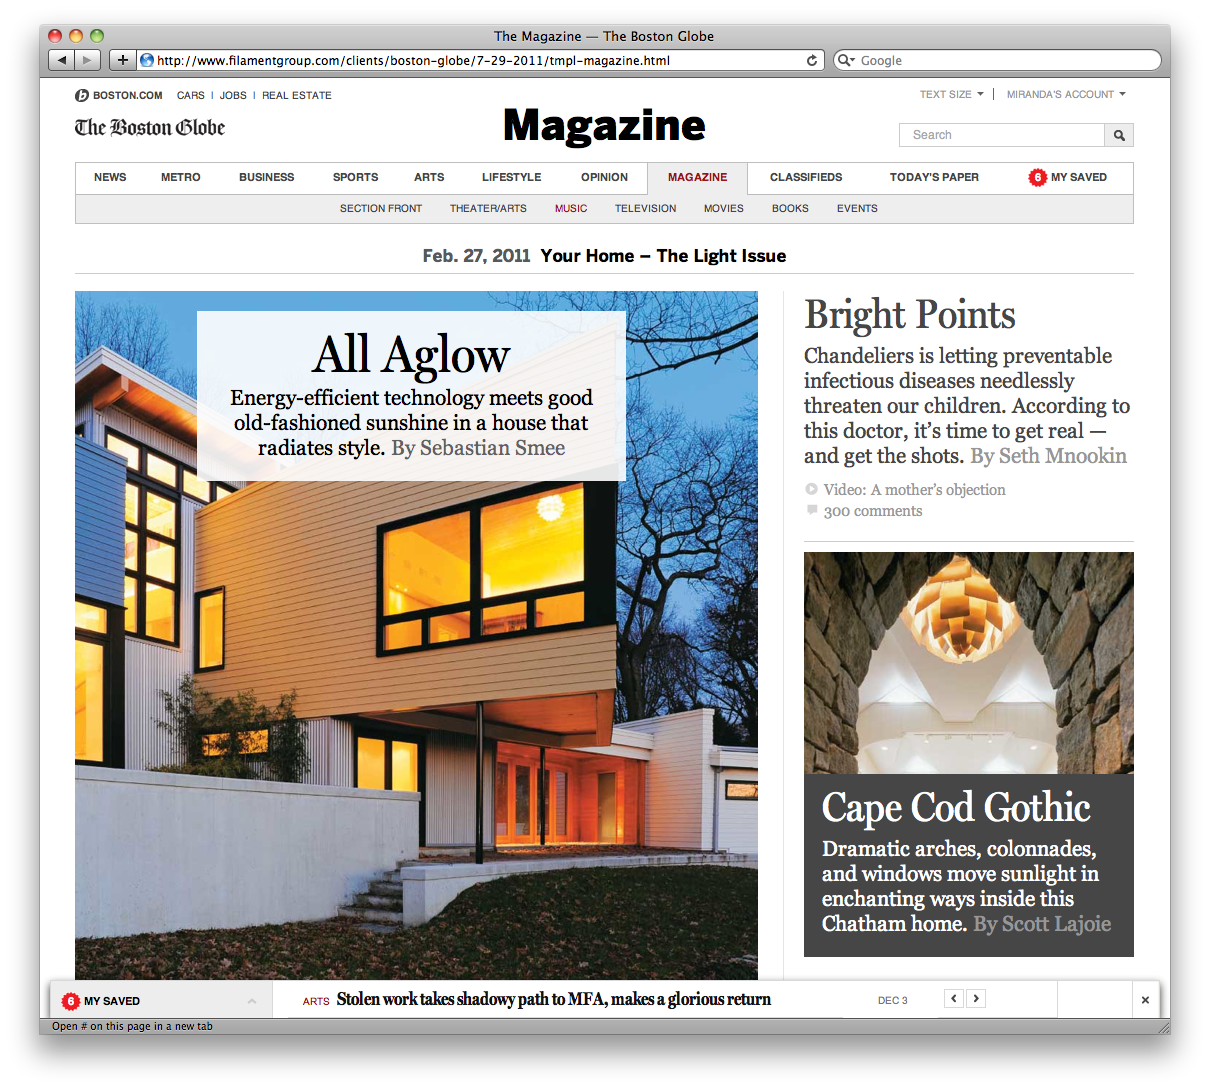 The Magazine — The Boston Globe
http://www.filamentgroup.com/clients/boston-globe/7-29-2011/tmpl-magazine.html
Google
b BOSTON.COM CARS | JOBS | REAL ESTATE
TEXT SIZE | MIRANDA'S ACCOUNT
The Boston Globe
Magazine
Search
NEWS METRO BUSINESS SPORTS ARTS LIFESTYLE OPINION MAGAZINE CLASSIFIEDS TODAY'S PAPER 6 MY SAVED
SECTION FRONT THEATER/ARTS MUSIC TELEVISION MOVIES BOOKS EVENTS
Feb. 27, 2011 Your Home – The Light Issue
All Aglow
Energy-efficient technology meets good
old-fashioned sunshine in a house that
radiates style. By Sebastian Smee
Bright Points
Chandeliers is letting preventable
infectious diseases needlessly
threaten our children. According to
this doctor, it's time to get real —
and get the shots. By Seth Mnookin
Video: A mother's objection
300 comments
Cape Cod Gothic
Dramatic arches, colonnades,
and windows move sunlight in
enchanting ways inside this
Chatham home. By Scott Lajoie
6 MY SAVED
ARTS Stolen work takes shadowy path to MFA, makes a glorious return DEC 3
Open # on this page in a new tab